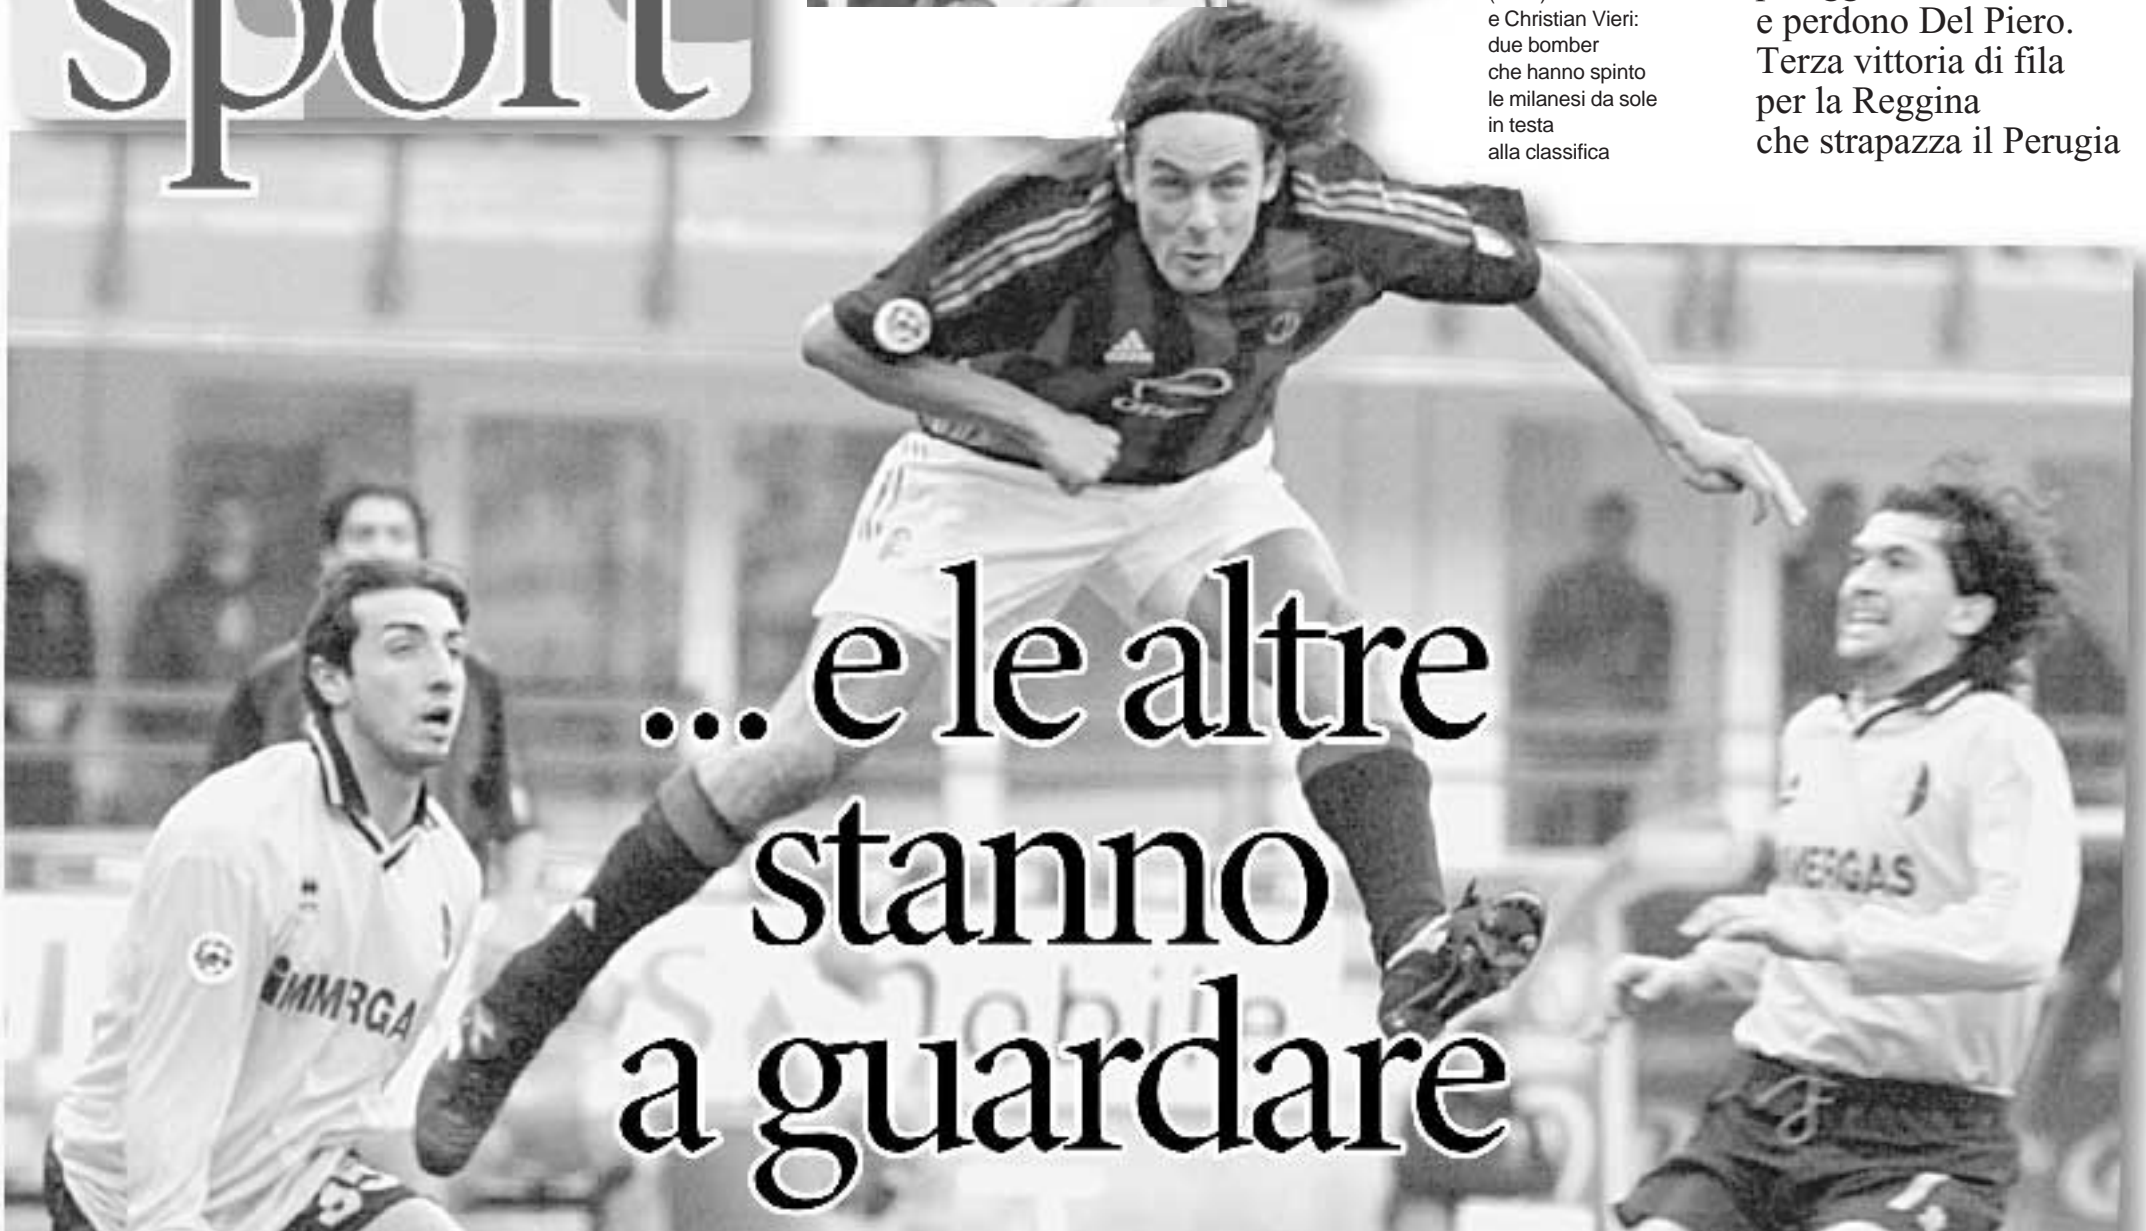 sport
e Christian Vieri:
due bomber
che hanno spinto
le milanesi da sole
in testa
alla classifica
e perdono Del Piero.
Terza vittoria di fila
per la Reggina
che strapazza il Perugia
... e le altre
stanno
a guardare
MERGAS